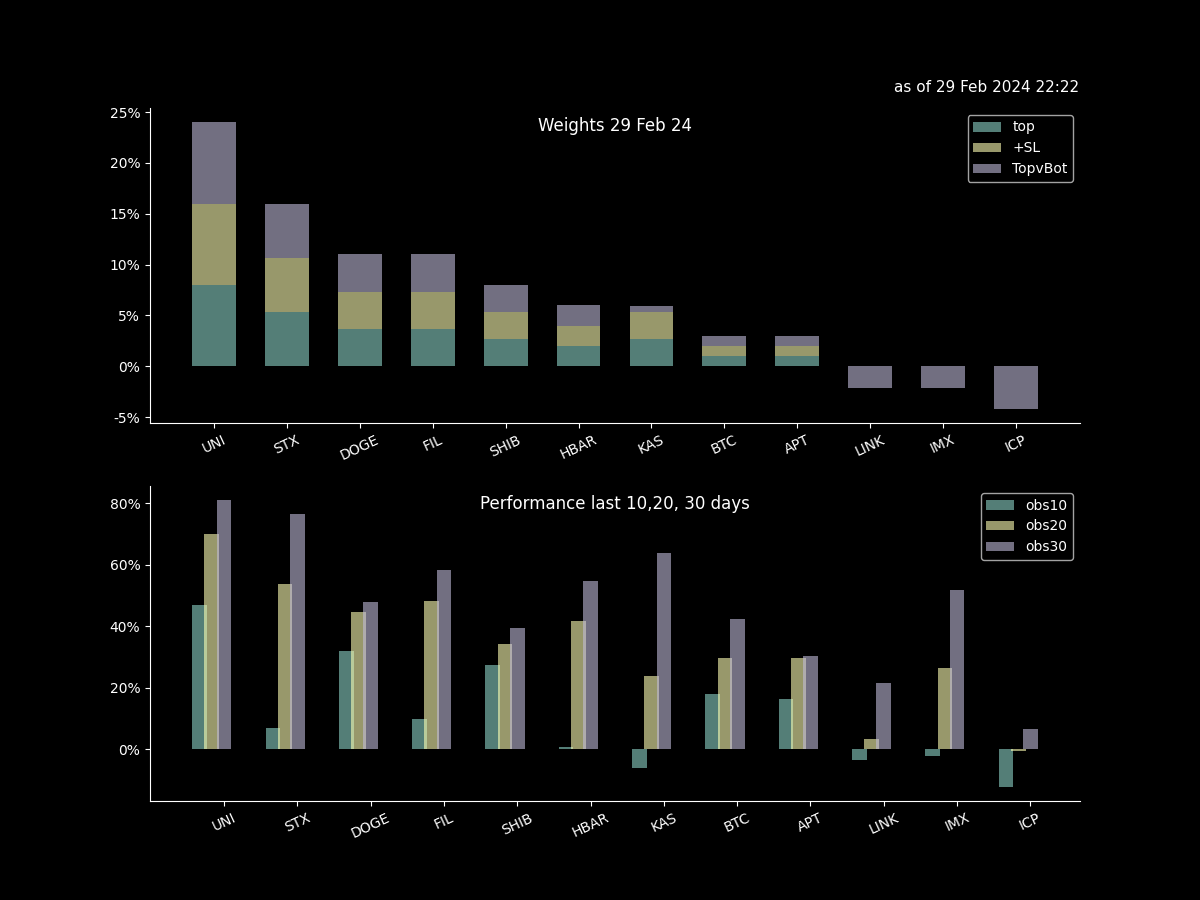 as of 29 Feb 2024 22:22
Weights 29 Feb 24
top
+SL
TopvBot
25%
20%
15%
10%
5%
0%
-5%
UNI STX DOGE FIL SHIB HBAR KAS BTC APT LINK IMX ICP
Performance last 10,20, 30 days
obs10
obs20
obs30
80%
60%
40%
20%
0%
UNI STX DOGE FIL SHIB HBAR KAS BTC APT LINK IMX ICP